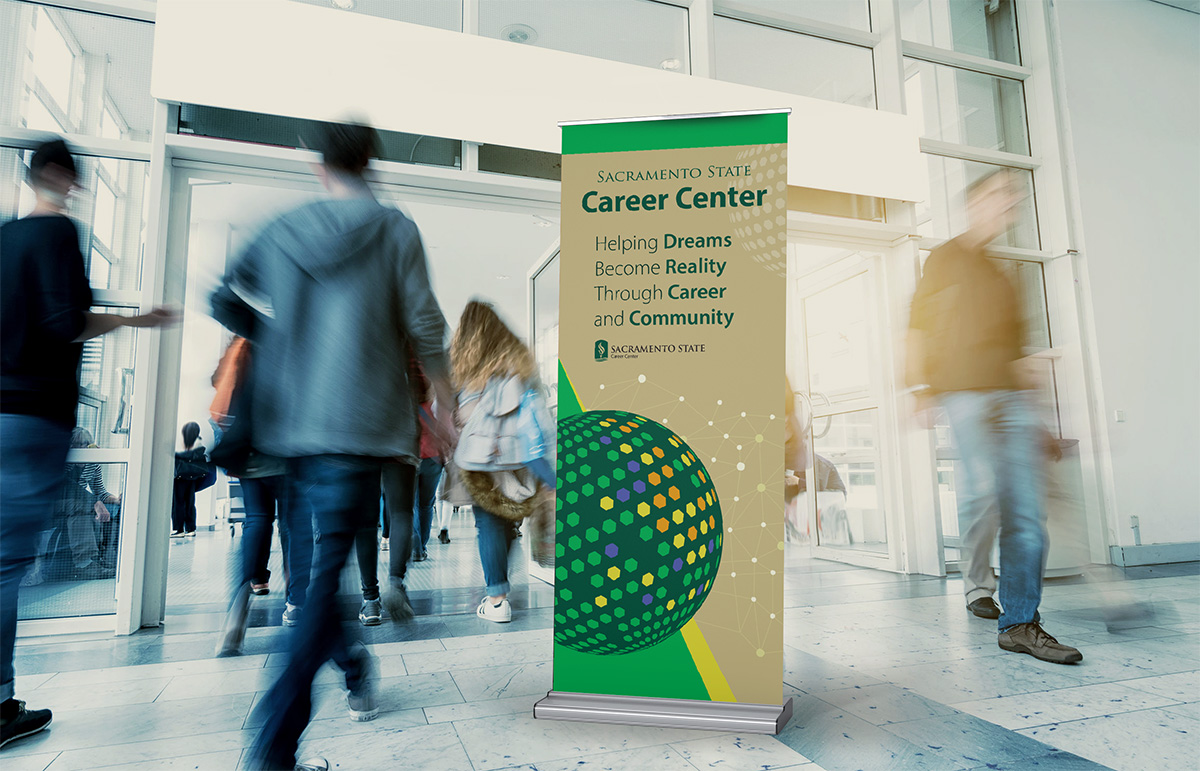 SACRAMENTO STATE
Career Center
Helping Dreams
Become Reality
Through Career
and Community
SACRAMENTO STATE
Career Center